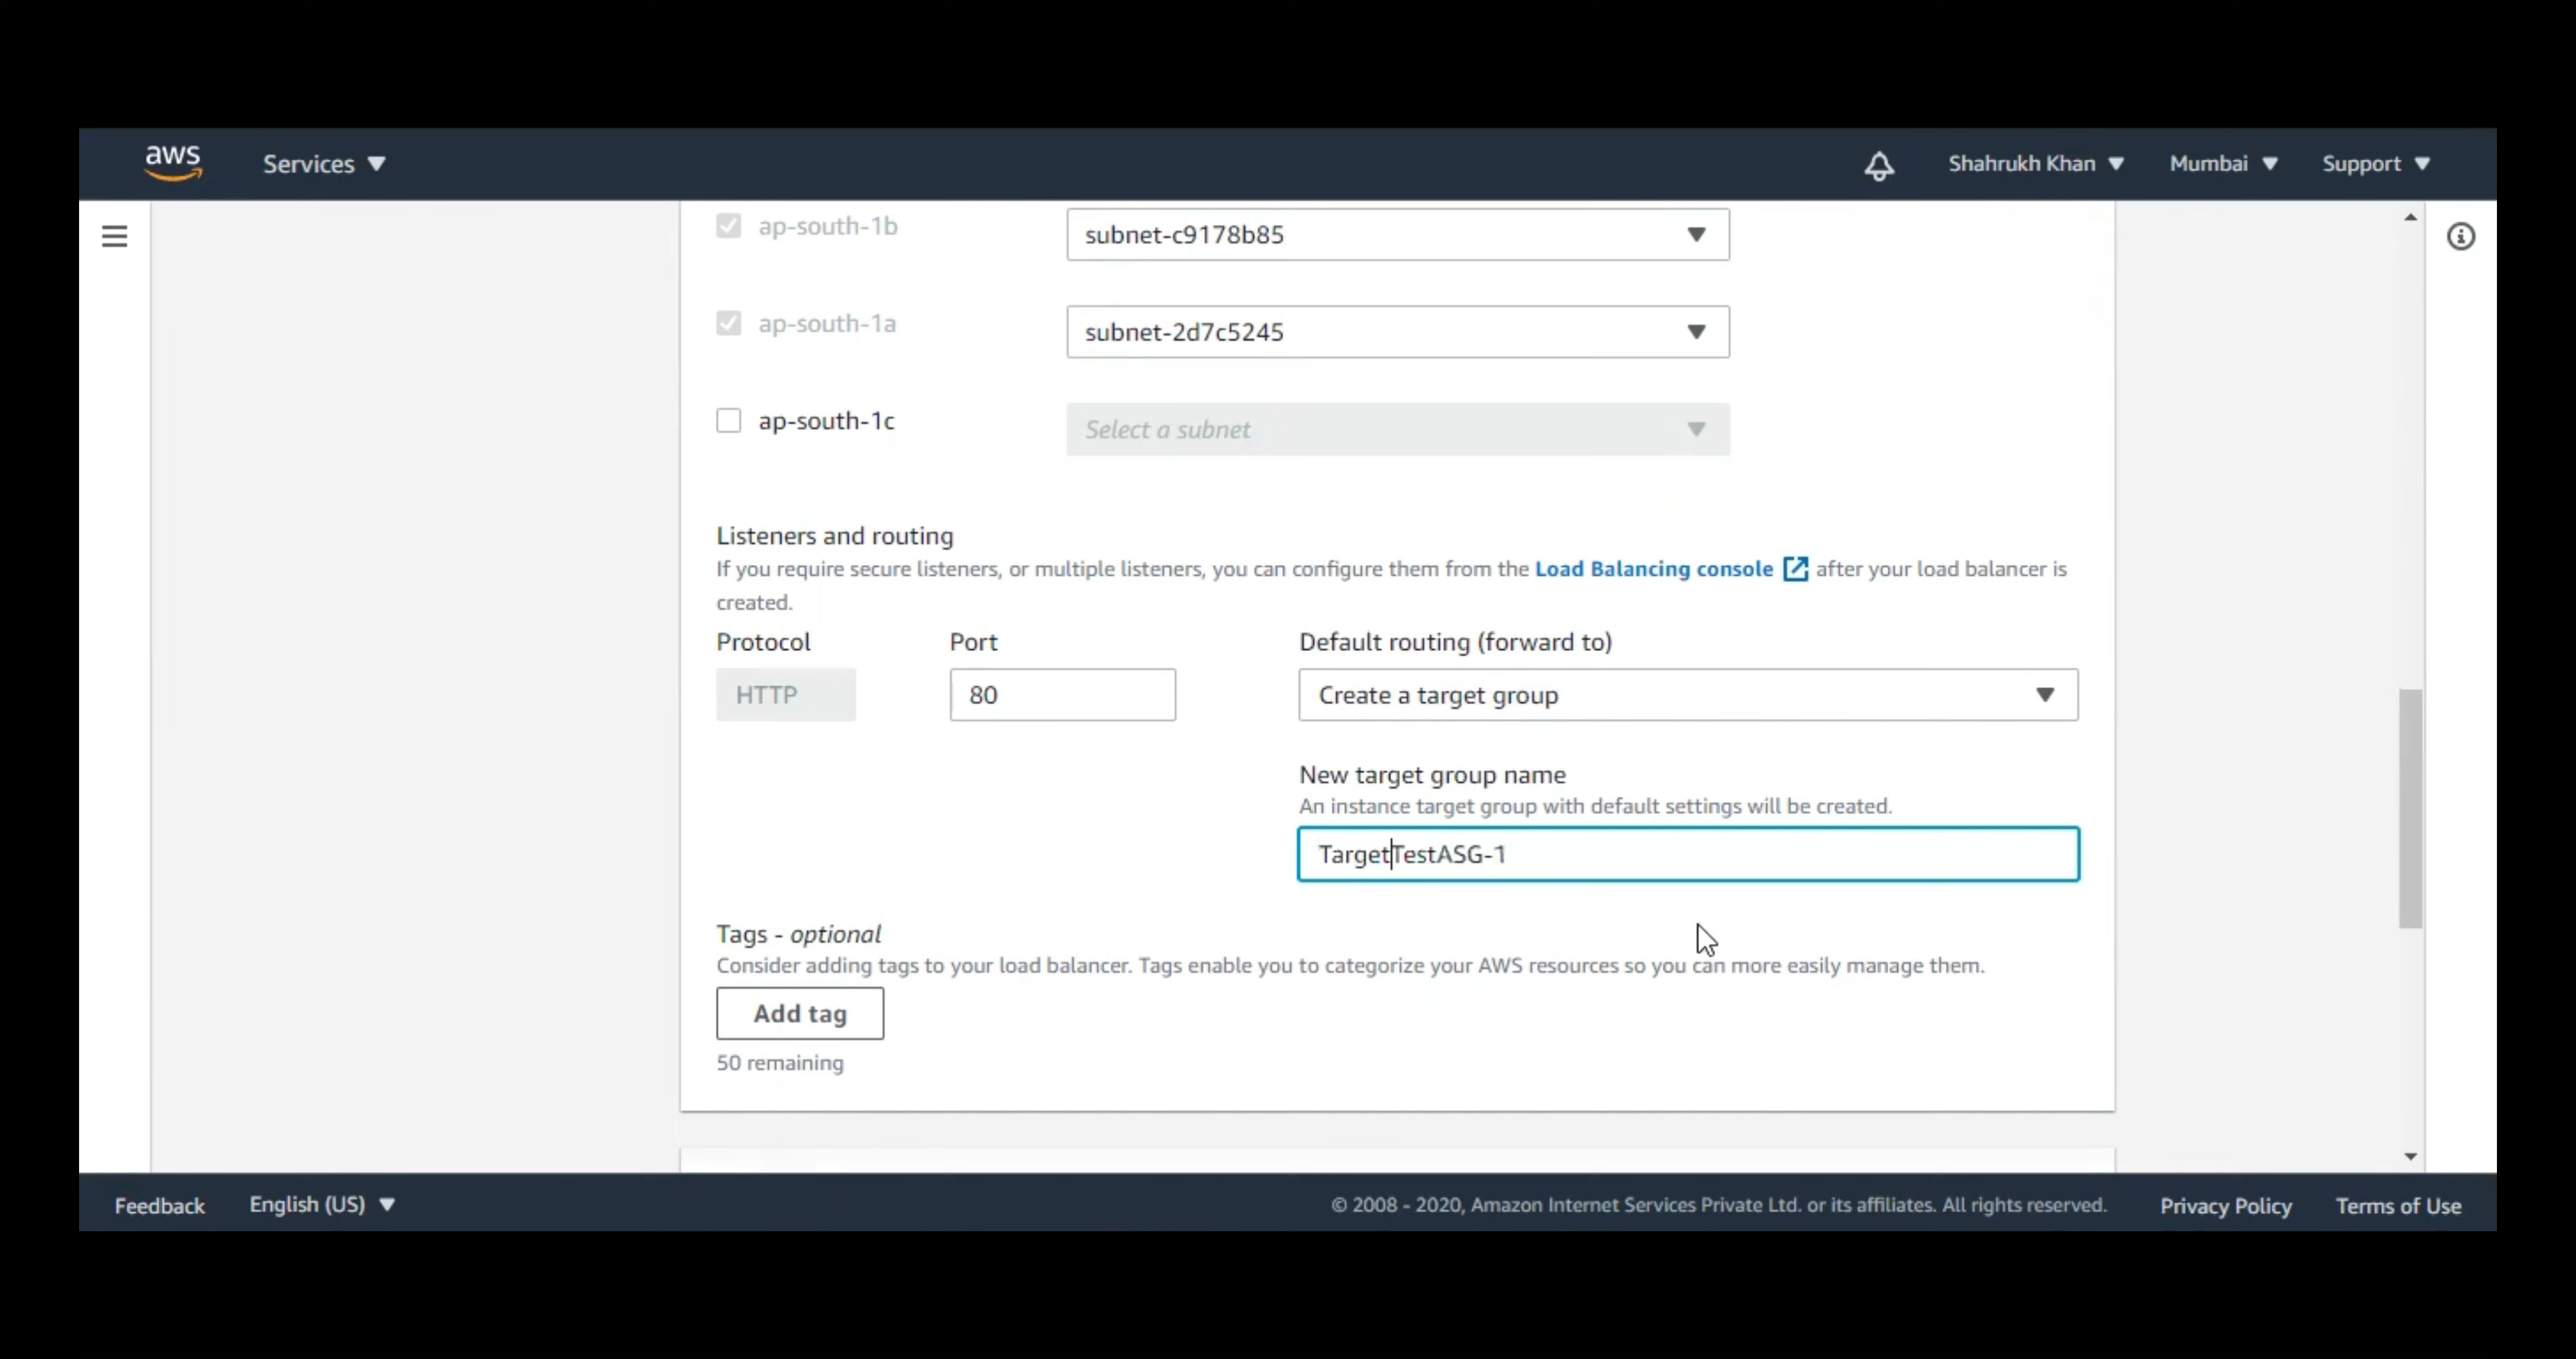 aws
Services
Shahrukh Khan
Mumbai
Support
ap-south-1b
subnet-c9178b85
ap-south-1a
subnet-2d7c5245
ap-south-1c
Select a subnet
Listeners and routing
If you require secure listeners, or multiple listeners, you can configure them from the Load Balancing console after your load balancer is
created.
Protocol
Port
Default routing (forward to)
HTTP
80
Create a target group
New target group name
An instance target group with default settings will be created.
TargetTestASG-1
Tags - optional
Consider adding tags to your load balancer. Tags enable you to categorize your AWS resources so you can more easily manage them.
Add tag
50 remaining
Feedback
English (US)
© 2008 - 2020, Amazon Internet Services Private Ltd. or its affiliates. All rights reserved.
Privacy Policy
Terms of Use